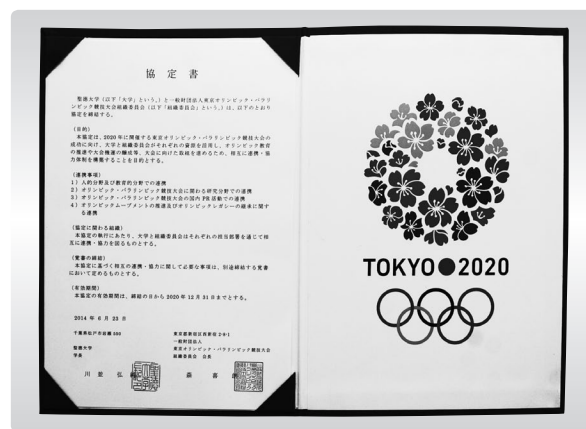 協定書
聖徳大学（以下「大学」という。）と一般財団法人東京オリンピック・パラリ
ンピック競技大会組織委員会（以下「組織委員会」という。）は、以下のとおり
協定を締結する。
（目的）
本協定は、2020年に開催する東京オリンピック・パラリンピック競技大会の
成功に向け、大学と組織委員会がそれぞれの資源を活用し、オリンピック教育
の推進や大会機運の醸成等、大会に向けた取組を進めるため、相互に連携・協
力体制を構築することを目的とする。
（連携事項）
1）人的分野及び教育的分野での連携
2）オリンピック・パラリンピック競技大会に関わる研究分野での連携
3）オリンピック・パラリンピック競技大会の国内PR活動での連携
4）オリンピックムーブメントの推進及びオリンピックレガシーの継承に関す
る連携
（協定に関わる組織）
本協定の執行にあたり、大学と組織委員会はそれぞれの担当部署を通じて相
互に連携・協力を図るものとする。
（覚書の締結）
本協定に基づく相互の連携・協力に関して必要な事項は、別途締結する覚書
において定めるものとする。
（有効期間）
本協定の有効期間は、締結の日から2020年12月31日までとする。
2014年6月23日
千葉県松戸市岩瀬550
聖徳大学
学長
川並弘
東京都新宿区西新宿2-8-1
一般財団法人
東京オリンピック・パラリンピック競技大会
組織委員会 会長
森喜朗
TOKYO 2020